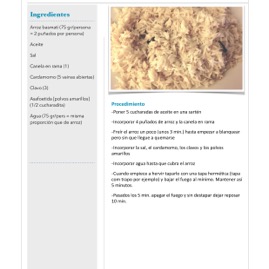 Ingredientes
Arroz basmati (75 gr/persona
= 2 puñados por persona)
Aceite
Sal
Canela en rama (1)
Cardamomo (5 vainas abiertas)
Clavo (3)
Asafoetida [polvos amarillos]
(1/2 cucharadas)
Agua (75 gr/pers = misma
proporción que de arroz)
Procedimiento
-Poner 5 cucharadas de aceite en una sartén
-Incorporar 4 puñados de arroz y la canela en rama
-Freír el arroz un poco (unos 3 min.) hasta empezar a blanquear
pero sin que llegue a quemarse
-Incorporar la sal, el cardamomo, los clavos y los polvos
amarillos
-Incorporar agua hasta que cubra el arroz
-Cuando empiece a hervir taparlo con una tapa hermética (tapa
con trapo por ejemplo) y bajar el fuego al mínimo. Mantener así
5 minutos.
-Pasados los 5 min. apagar el fuego y sin destapar dejar reposar
10 min.